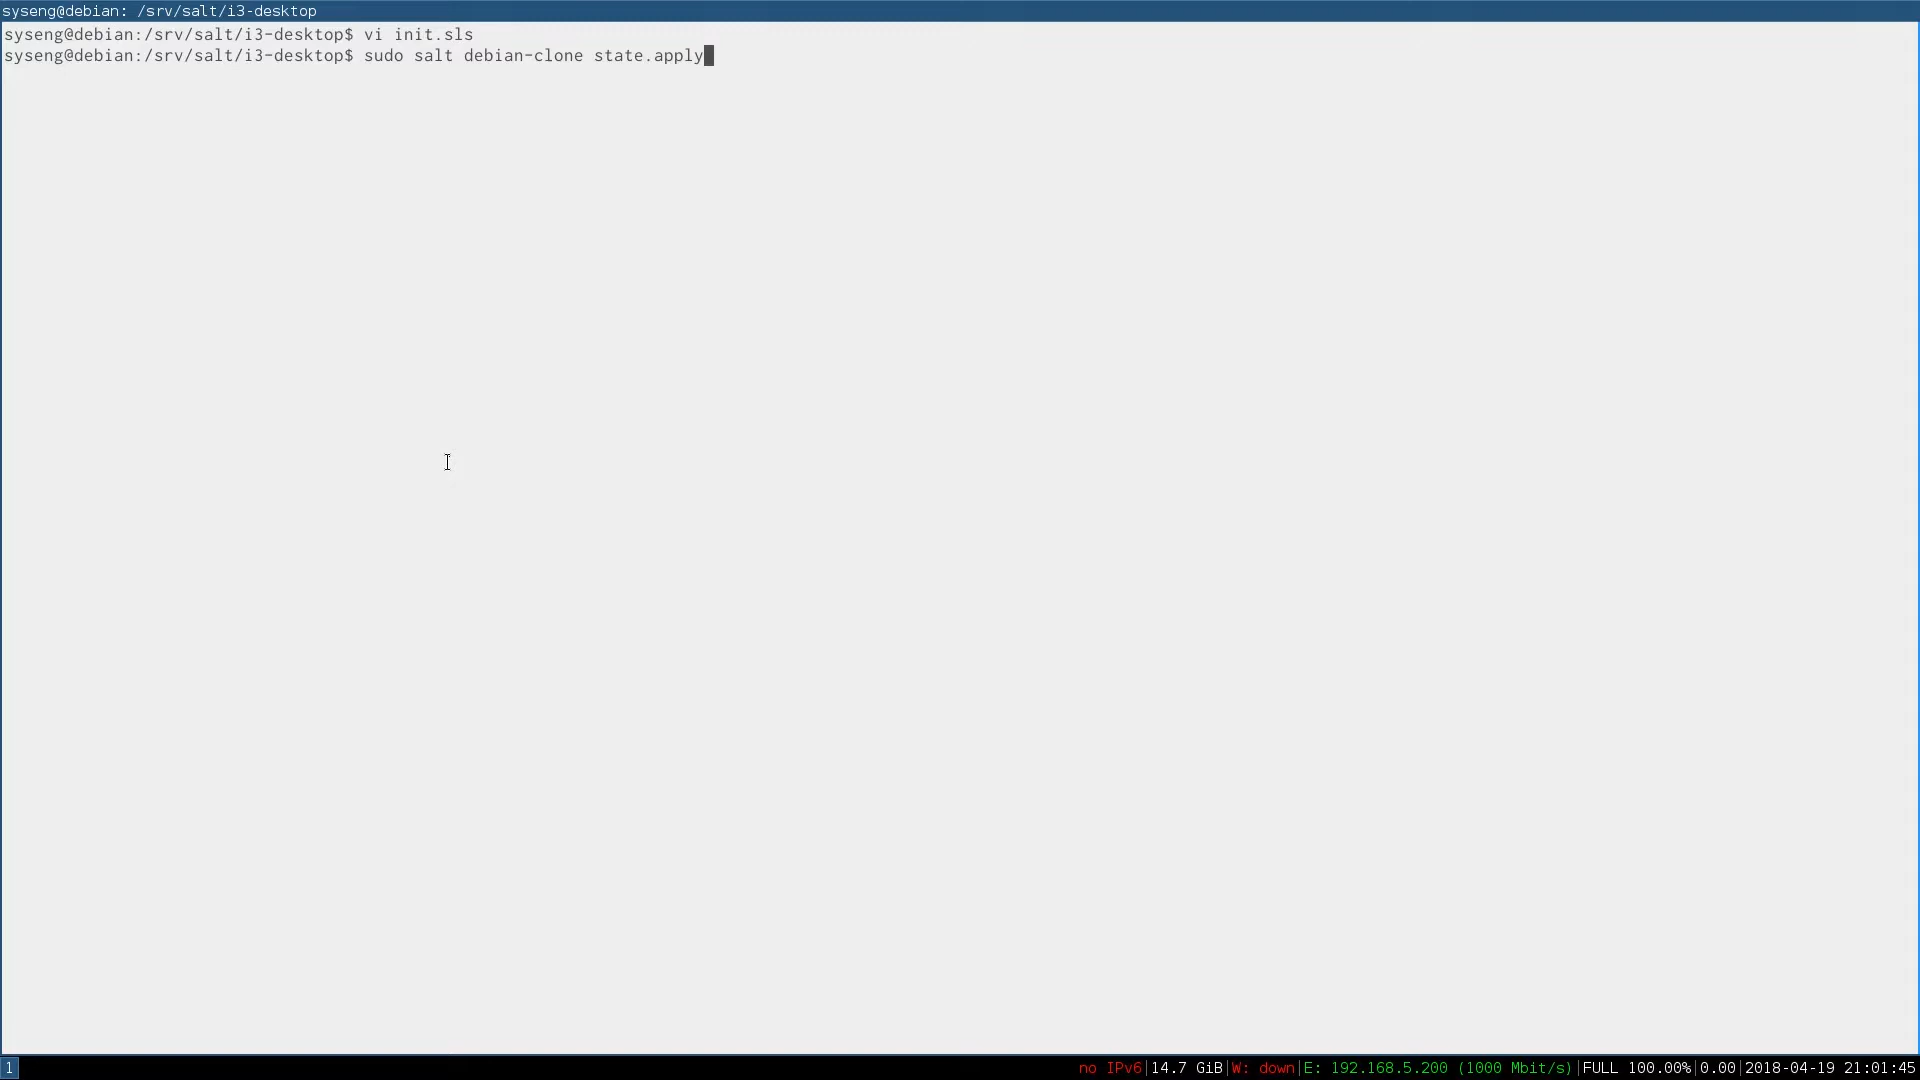 syseng@debian: /srv/salt/i3-desktop
syseng@debian:/srv/salt/i3-desktop$ vi init.sls
syseng@debian:/srv/salt/i3-desktop$ sudo salt debian-clone state.apply
1
no IPv6|14.7 GiB|W: down|E: 192.168.5.200 (1000 Mbit/s)|FULL 100.00%|0.00|2018-04-19 21:01:45